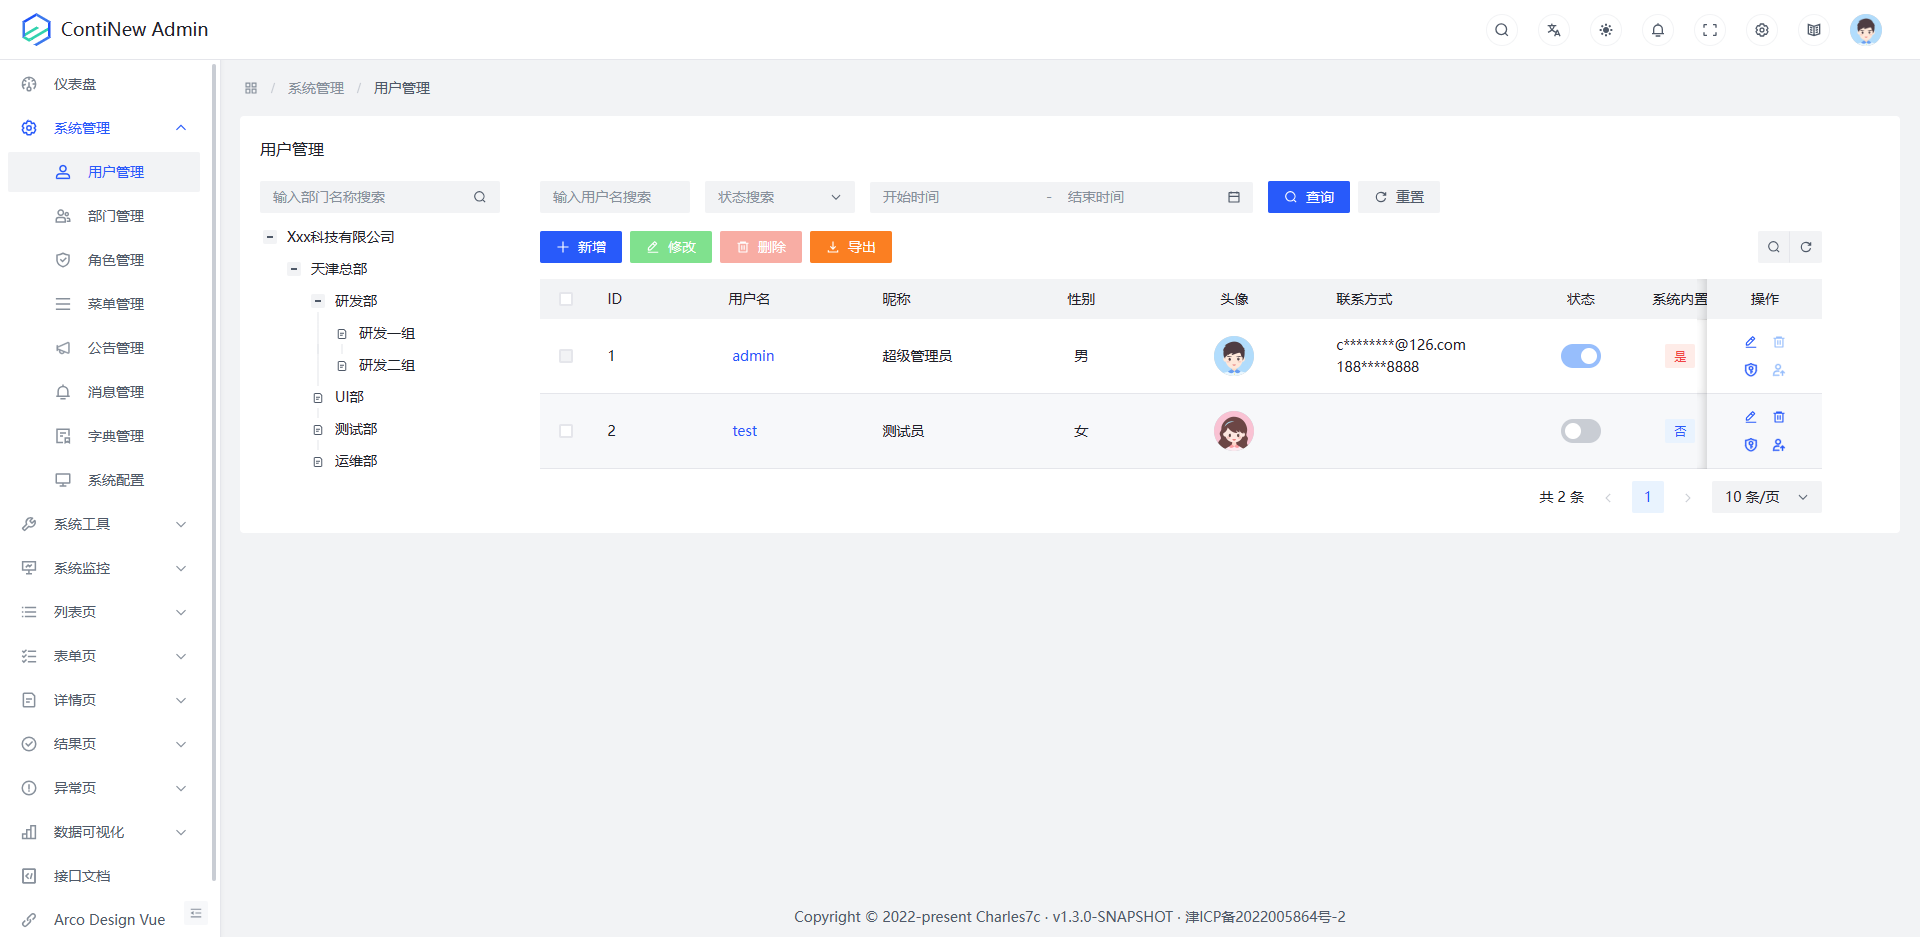 ContiNew Admin
仪表盘
系统管理
用户管理
部门管理
角色管理
菜单管理
公告管理
消息管理
字典管理
系统配置
系统工具
系统监控
列表页
表单页
详情页
结果页
异常页
数据可视化
接口文档
Arco Design Vue
/ 系统管理 / 用户管理
用户管理
输入部门名称搜索
Xxx科技有限公司
天津总部
研发部
研发一组
研发二组
UI部
测试部
运维部
输入用户名搜索 状态搜索 开始时间 - 结束时间 查询 重置
新增 修改 删除 导出
ID 用户名 昵称 性别 头像 联系方式 状态 系统内置 操作
1 admin 超级管理员 男 c********@126.com 是
188****8888
2 test 测试员 女 否
共 2 条 1 10 条/页
Copyright © 2022-present Charles7c · v1.3.0-SNAPSHOT · 津ICP备2022005864号-2